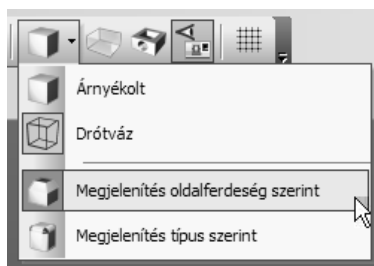 Árnyékolt
Drótváz
Megjelenítés oldalferdeség szerint
Megjelenítés típus szerint